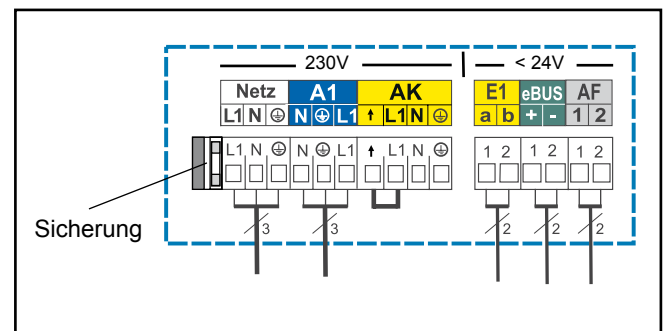 230V < 24V
Netz A1 AK E1 eBUS AF
L1 N N L1 ↑ L1 N a b + - 1 2
L1 N N L1 ↑ L1 N 1 2 1 2 1 2
Sicherung
3 3 2 2 2